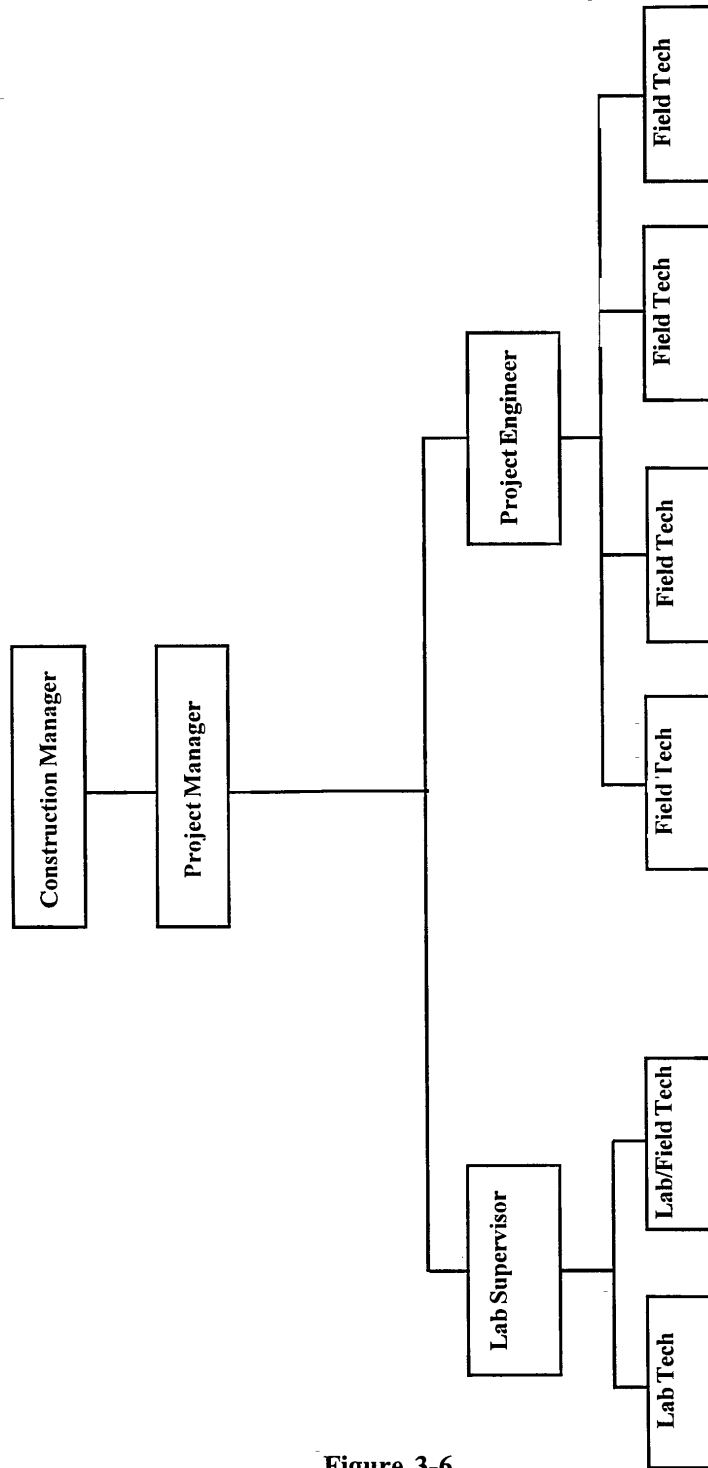 Construction Manager
Project Manager
Lab Supervisor
Project Engineer
Lab Tech
Lab/Field Tech
Field Tech
Field Tech
Field Tech
Field Tech
Figure 3-6